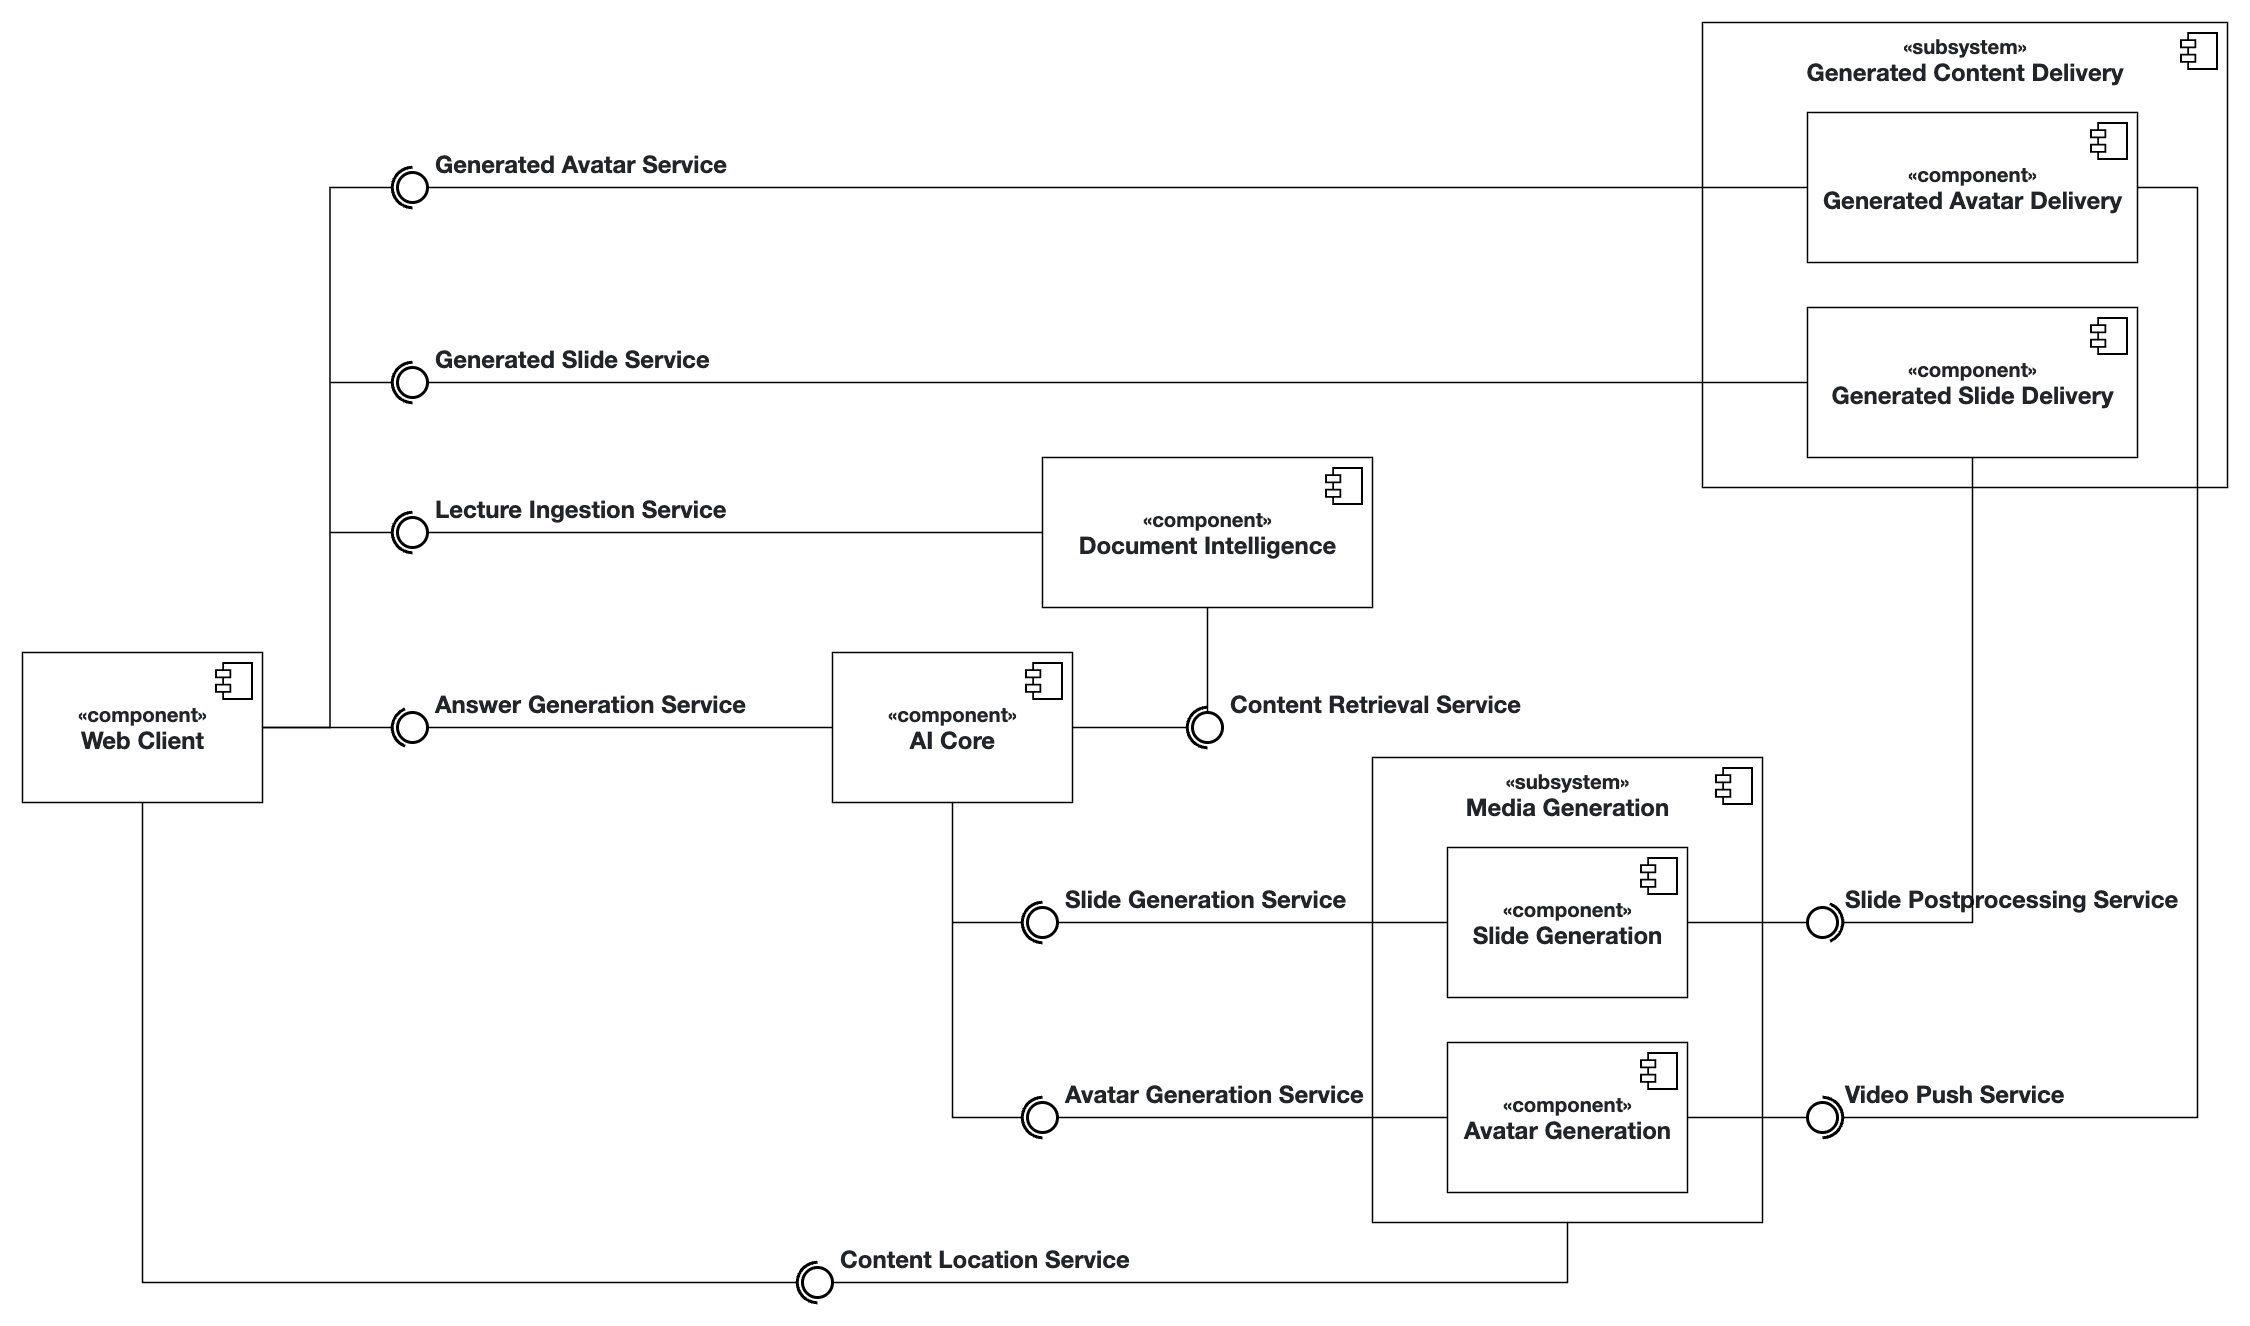 «subsystem»
Generated Content Delivery
«component»
Generated Avatar Delivery
Generated Avatar Service
«component»
Generated Slide Delivery
Generated Slide Service
Lecture Ingestion Service
«component»
Document Intelligence
«component»
Web Client
Answer Generation Service
«component»
AI Core
Content Retrieval Service
«subsystem»
Media Generation
Slide Generation Service
«component»
Slide Generation
Slide Postprocessing Service
Avatar Generation Service
«component»
Avatar Generation
Video Push Service
Content Location Service